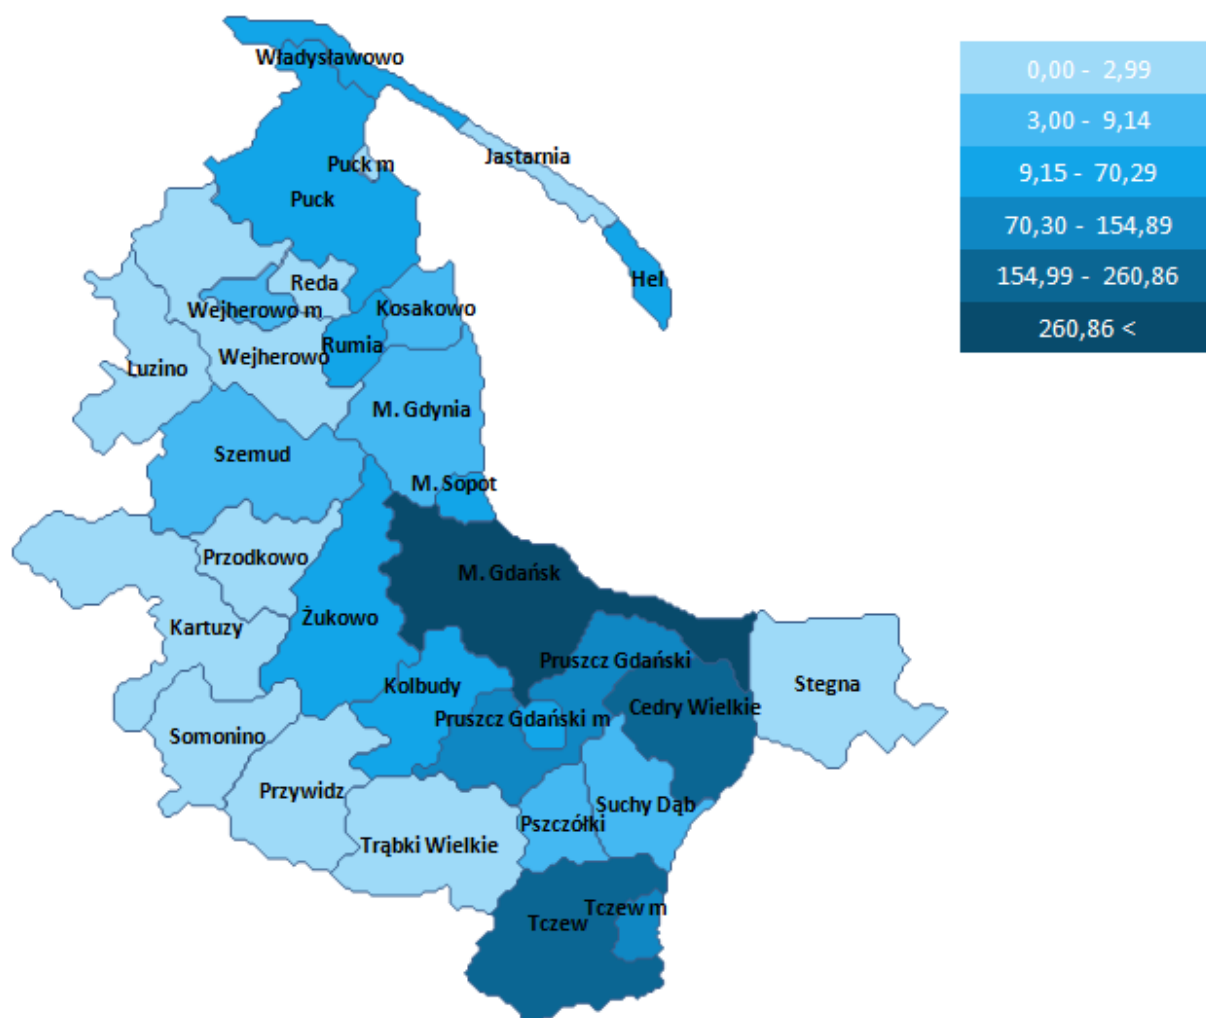 Władysławowo
0,00 - 2,99
3,00 - 9,14
9,15 - 70,29
70,30 - 154,89
154,99 - 260,86
260,86 <
Jastarnia
Puck m
Puck
Hel
Reda
Wejherowo m
Kosakowo
Rumia
Wejherowo
Luzino
M. Gdynia
Szemud
M. Sopot
Przodkowo
M. Gdańsk
Żukowo
Kartuzy
Pruszcz Gdański
Stegna
Kolbudy
Cedry Wielkie
Pruszcz Gdański m
Somonino
Przywidz
Suchy Dąb
Pszczółki
Trąbki Wielkie
Tczew m
Tczew